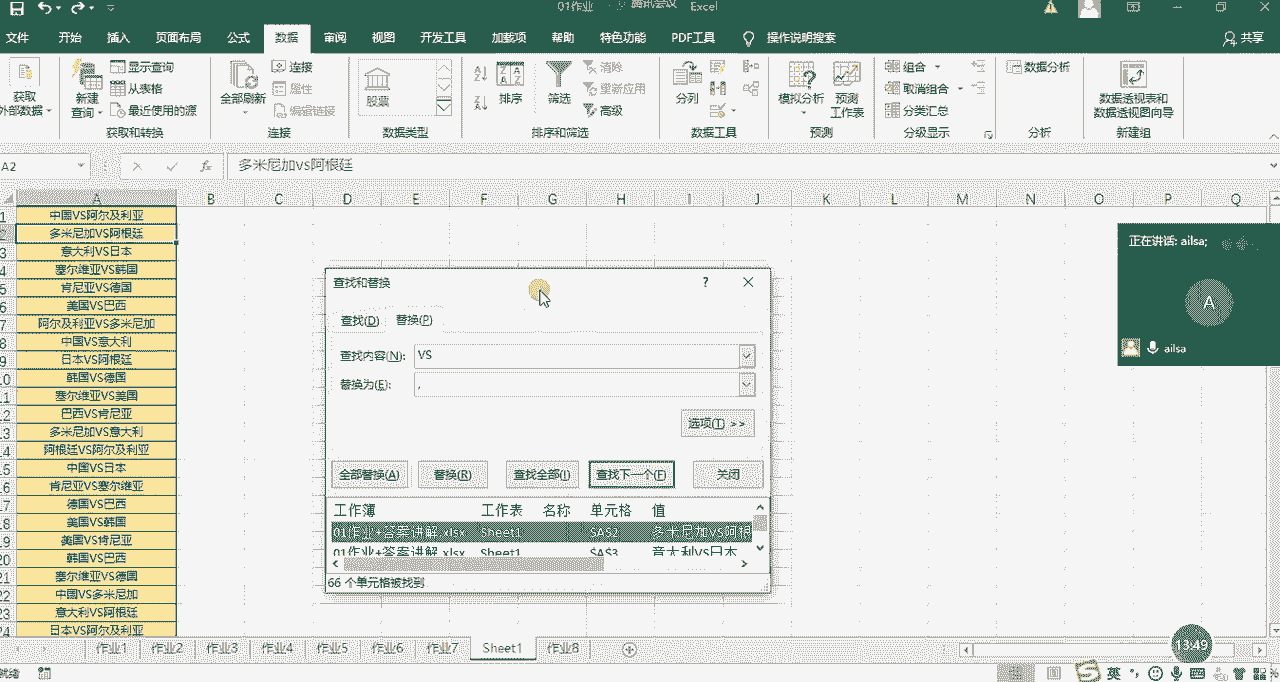 01作业 腾讯会议 Excel
文件 开始 插入 页面布局 公式 数据 审阅 视图 开发工具 加载项 帮助 特色功能 PDF工具 操作说明搜索 共享
获取
外部数据
新建
查询
显示查询
从表格
最近使用的源
获取和转换
全部刷新
连接
属性
编辑链接
连接
股票
数据类型
排序
筛选
清除
重新应用
高级
排序和筛选
分列
数据工具
模拟分析
预测
工作表
预测
组合
取消组合
分类汇总
分级显示
数据分析
分析
数据透视表和
数据透视图向导
新建组
A2 fx 多米尼加VS阿根廷
A B C D E F G H I J K L M N O P Q
1 中国VS阿尔及利亚
2 多米尼加VS阿根廷
3 意大利VS日本
4 塞尔维亚VS韩国
5 肯尼亚VS德国
6 美国VS巴西
7 阿尔及利亚VS多米尼加
8 中国VS意大利
9 日本VS阿根廷
10 韩国VS德国
11 塞尔维亚VS美国
12 巴西VS肯尼亚
13 多米尼加VS意大利
14 阿根廷VS阿尔及利亚
15 中国VS日本
16 肯尼亚VS塞尔维亚
17 德国VS巴西
18 美国VS韩国
19 美国VS肯尼亚
20 韩国VS巴西
21 塞尔维亚VS德国
22 中国VS多米尼加
23 意大利VS阿根廷
24 日本VS阿尔及利亚
查找和替换 ?
查找(D) 替换(P)
查找内容(N): VS
替换为(E): ,
选项(T) >>
全部替换(A) 替换(R) 查找全部(I) 查找下一个(F) 关闭
工作簿 工作表 名称 单元格 值
01作业+答案讲解.xlsx Sheet1 $A$2 多米尼加VS阿根
01作业+答案讲解.xlsx Sheet1 $A$3 意大利VS日本
66 个单元格被找到
正在讲话: ailsa;
A
ailsa
作业1 作业2 作业3 作业4 作业5 作业6 作业7 Sheet1 作业8
13:49
就绪
英